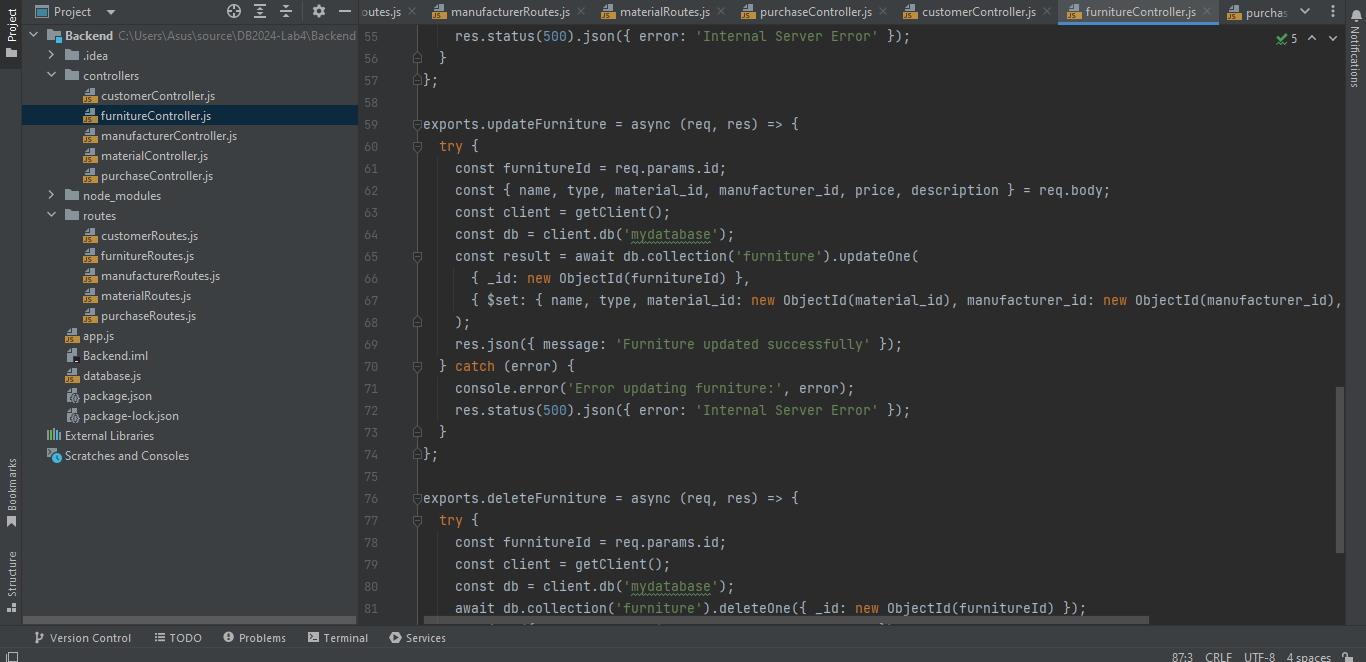 Project
outes.js
manufacturerRoutes.js
materialRoutes.js
purchaseController.js
customerController.js
furnitureController.js
purchas
Project
Notifications
Backend C:\Users\Asus\source\DB2024-Lab4\Backend
.idea
controllers
customerController.js
furnitureController.js
manufacturerController.js
materialController.js
purchaseController.js
node_modules
routes
customerRoutes.js
furnitureRoutes.js
manufacturerRoutes.js
materialRoutes.js
purchaseRoutes.js
app.js
Backend.iml
database.js
package.json
package-lock.json
External Libraries
Scratches and Consoles
Bookmarks
Structure
5
55 res.status(500).json({ error: 'Internal Server Error' });
56 }
57 };
58
59 exports.updateFurniture = async (req, res) => {
60 try {
61 const furnitureId = req.params.id;
62 const { name, type, material_id, manufacturer_id, price, description } = req.body;
63 const client = getClient();
64 const db = client.db('mydatabase');
65 const result = await db.collection('furniture').updateOne(
66 { _id: new ObjectId(furnitureId) },
67 { $set: { name, type, material_id: new ObjectId(material_id), manufacturer_id: new ObjectId(manufacturer_id),
68 );
69 res.json({ message: 'Furniture updated successfully' });
70 } catch (error) {
71 console.error('Error updating furniture:', error);
72 res.status(500).json({ error: 'Internal Server Error' });
73 }
74 };
75
76 exports.deleteFurniture = async (req, res) => {
77 try {
78 const furnitureId = req.params.id;
79 const client = getClient();
80 const db = client.db('mydatabase');
81 await db.collection('furniture').deleteOne({ _id: new ObjectId(furnitureId) });
Version Control
TODO
Problems
Terminal
Services
87:3 CRLF UTF-8 4 spaces